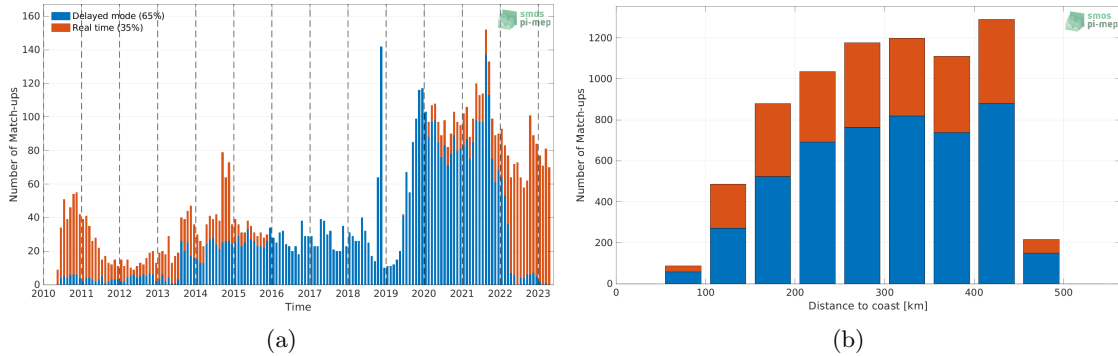 160
140
120
100
80
60
40
20
0
Number of Match-ups
Delayed mode (65%)
Real time (35%)
smos
pi-mep
2010 2011 2012 2013 2014 2015 2016 2017 2018 2019 2020 2021 2022 2023
Time
(a)
1200
1000
800
600
400
200
0
Number of Match-ups
smos
pi-mep
0 100 200 300 400 500
Distance to coast [km]
(b)